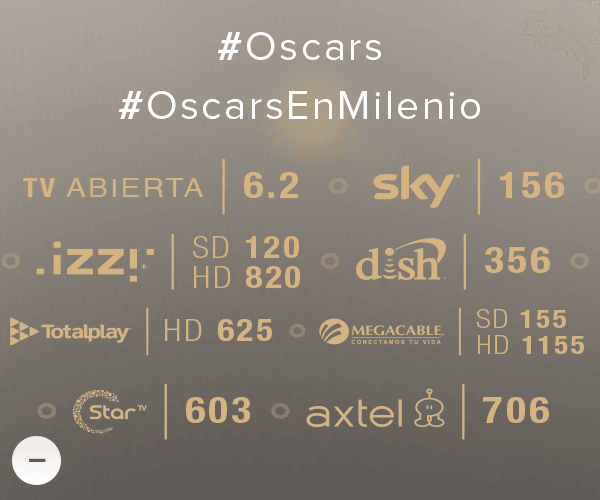 #Oscars
#OscarsEnMilenio
TV ABIERTA 6.2 sky 156
izzi SD 120
HD 820
dish 356
Totalplay HD 625 MEGACABLE
CONECTAMOS TU VIDA
SD 155
HD 1155
Star TV 603 axtel 706